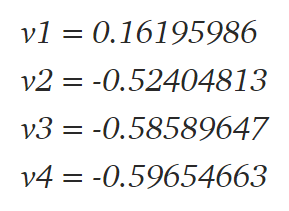 v1 = 0.16195986
v2 = -0.52404813
v3 = -0.58589647
v4 = -0.59654663